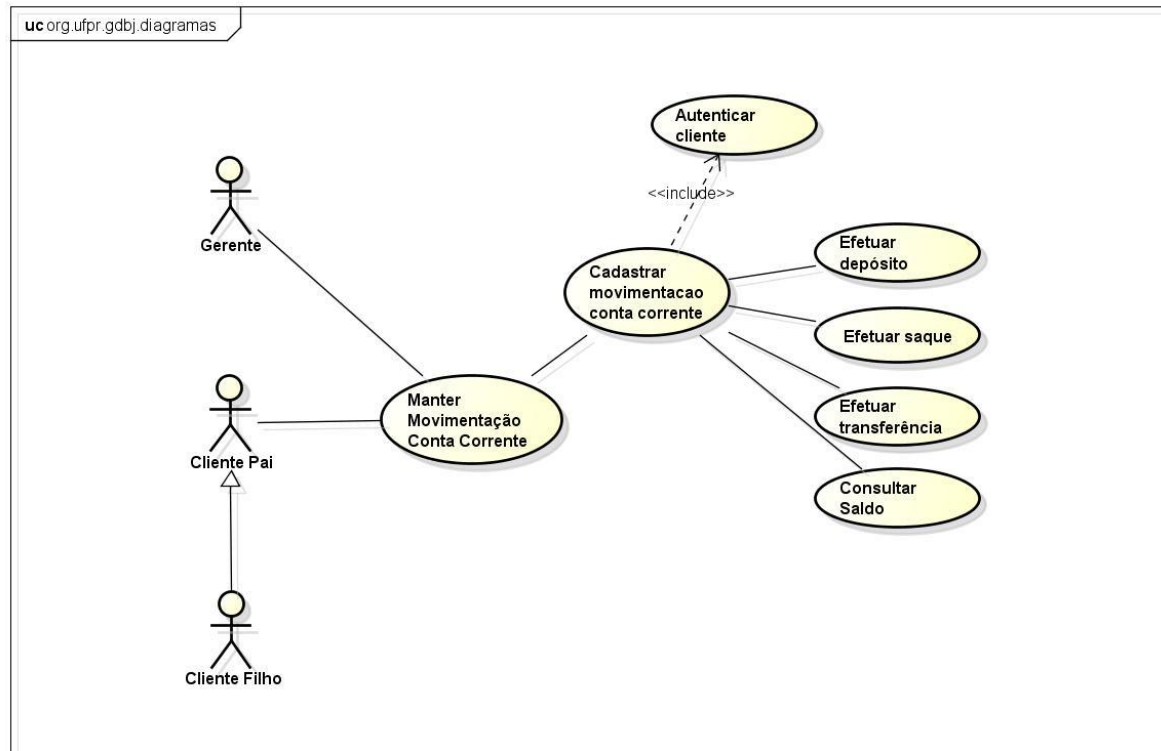 uc org.ufpr.gdbj.diagramas
Autenticar
cliente
<<include>>
Gerente
Cadastrar
movimentacao
conta corrente
Efetuar
depósito
Efetuar saque
Manter
Movimentação
Conta Corrente
Efetuar
transferência
Cliente Pai
Consultar
Saldo
Cliente Filho